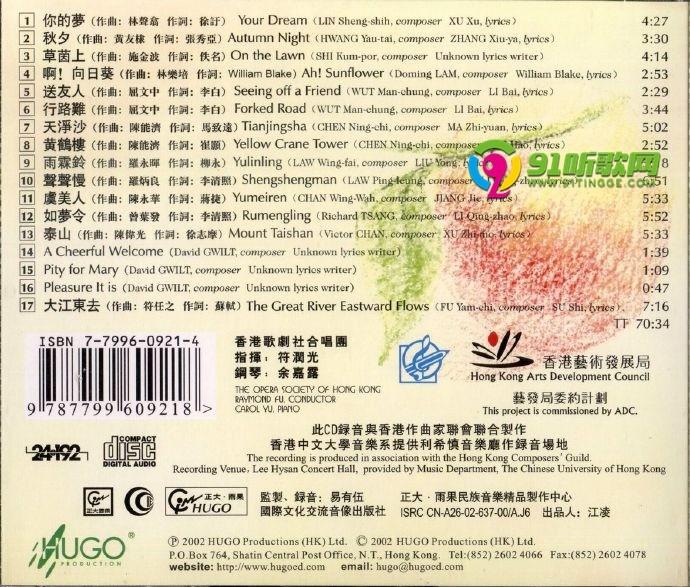 1 你的夢 (作曲: 林聲翕 作詞: 徐訏) Your Dream (LIN Sheng-shih, composer XU Xu, lyrics) 4:27
2 秋夕 (作曲: 黃友棣 作詞: 張秀亞) Autumn Night (HWANG Yau-tai, composer ZHANG Xiu-ya, lyrics) 3:30
3 草茵上 (作曲: 施金波 作詞: 佚名) On the Lawn (SHI Kum-por, composer Unknown lyrics writer) 4:14
4 啊! 向日葵 (作曲: 林樂培 作詞: William Blake) Ah! Sunflower (Doming LAM, composer William Blake, lyrics) 2:53
5 送友人 (作曲: 屈文中 作詞: 李白) Seeing off a Friend (WUT Man-chung, composer LI Bai, lyrics) 2:29
6 行路難 (作曲: 屈文中 作詞: 李白) Forked Road (WUT Man-chung, composer LI Bai, lyrics) 3:44
7 天淨沙 (作曲: 陳能濟 作詞: 馬致遠) Tianjingsha (CHEN Ning-chi, composer MA Zhi-yuan, lyrics) 5:02
8 黃鶴樓 (作曲: 陳能濟 作詞: 崔顥) Yellow Crane Tower (CHEN Ning-chi, Hao, lyrics) 2:52
9 雨霖鈴 (作曲: 羅永暉 作詞: 柳永) Yulinling (LAW Wing-fai, composer LIU Yong, 8
10 聲聲慢 (作曲: 羅炳良 作詞: 李清照) Shengshengman (LAW Ping-leung,
11 虞美人 (作曲: 陳永華 作詞: 蔣捷) Yumeiren (CHAN Wing-Wah, composer JIANG Jie, lyrics) 5:33
12 如夢令 (作曲: 曾葉發 作詞: 李清照) Rumengling (Richard TSANG, composer LI Qing-zhao, lyrics) 5:52
13 泰山 (作曲: 陳偉光 作詞: 徐志摩) Mount Taishan (Victor CHAN, composer XU Zhi-mo, lyrics) 5:33
14 A Cheerful Welcome (David GWILT, composer Unknown lyrics writer) 1:39
15 Pity for Mary (David GWILT, composer Unknown lyrics writer) 1:09
16 Pleasure It is (David GWILT, composer Unknown lyrics writer) 0:47
17 大江東去 (作曲: 符任之 作詞: 蘇軾) The Great River Eastward Flows (FU Yam-chi, composer SU Shi, lyrics) 7:16
TT 70:34
91听歌网
WWW.91TINGGE.COM
ISBN 7-7996-0921-4
9 787799 609218 >
香港歌劇社合唱團
指揮: 符潤光
鋼琴: 余嘉露
THE OPERA SOCIETY OF HONG KONG
RAYMOND FU, CONDUCTOR
CAROL YU, PIANO
香港藝術發展局
Hong Kong Arts Development Council
藝發局委約計劃
This project is commissioned by ADC.
24·192
COMPACT
disc
DIGITAL AUDIO
此CD錄音與香港作曲家聯會聯合製作
香港中文大學音樂系提供利希慎音樂廳作錄音場地
The recording is produced in association with the Hong Kong Composers' Guild.
Recording Venue, Lee Hysan Concert Hall, provided by Music Department, The Chinese University of Hong Kong
正大·雨果
HUGO
監製、錄音: 易有伍
國際文化交流音像出版社
正大·雨果民族音樂精品製作中心
ISRC CN-A26-02-637-00/A.J6 出品人: 江凌
HUGO®
PRODUCTION
Ⓟ 2002 HUGO Productions (HK) Ltd. © 2002 HUGO Productions (HK) Ltd.
P.O.Box 764, Shatin Central Post Office, N.T., Hong Kong. Tel:(852) 2602 4066 Fax:(852) 2602 4078
website: http://www.hugocd.com email: hugo@hugocd.com